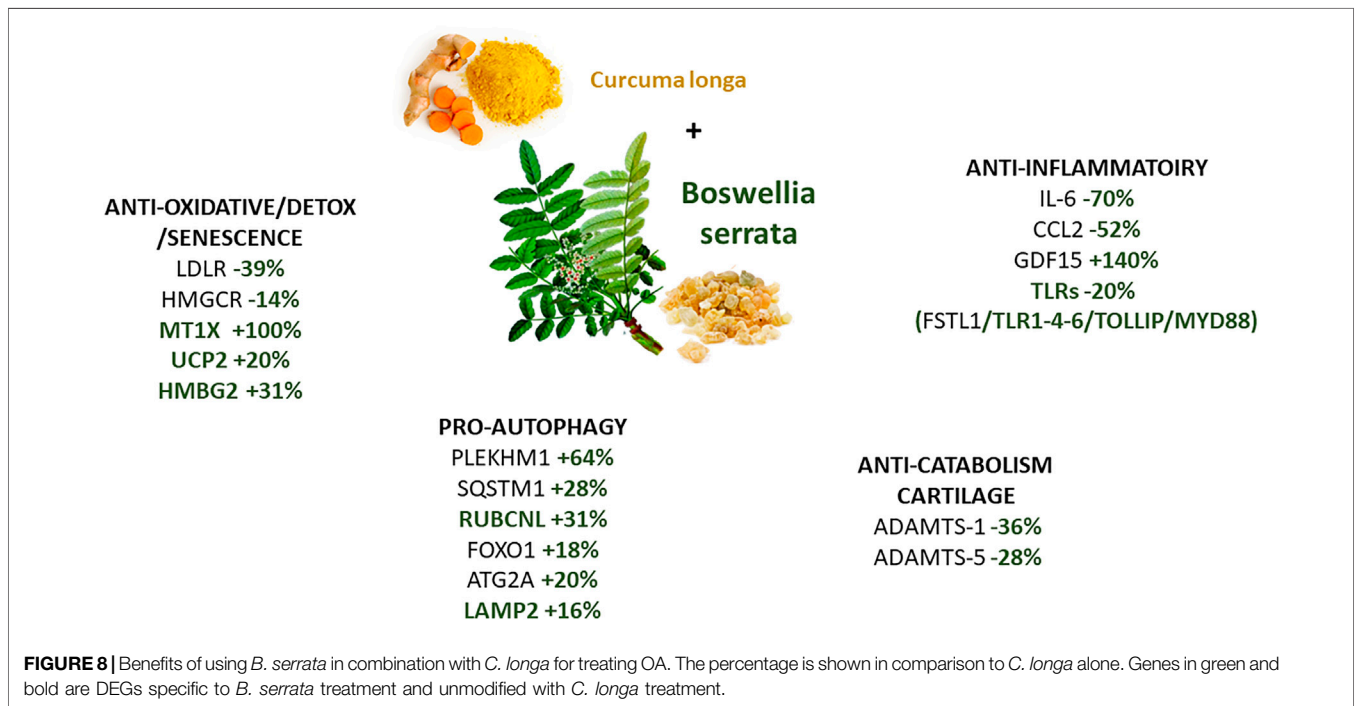 Curcuma longa
+
Boswellia
serrata
ANTI-OXIDATIVE/DETOX
/SENESCENCE
LDLR -39%
HMGCR -14%
MT1X +100%
UCP2 +20%
HMBG2 +31%
ANTI-INFLAMMATOIRY
IL-6 -70%
CCL2 -52%
GDF15 +140%
TLRs -20%
(FSTL1/TLR1-4-6/TOLLIP/MYD88)
PRO-AUTOPHAGY
PLEKHM1 +64%
SQSTM1 +28%
RUBCNL +31%
FOXO1 +18%
ATG2A +20%
LAMP2 +16%
ANTI-CATABOLISM
CARTILAGE
ADAMTS-1 -36%
ADAMTS-5 -28%
FIGURE 8 | Benefits of using B. serrata in combination with C. longa for treating OA. The percentage is shown in comparison to C. longa alone. Genes in green and
bold are DEGs specific to B. serrata treatment and unmodified with C. longa treatment.